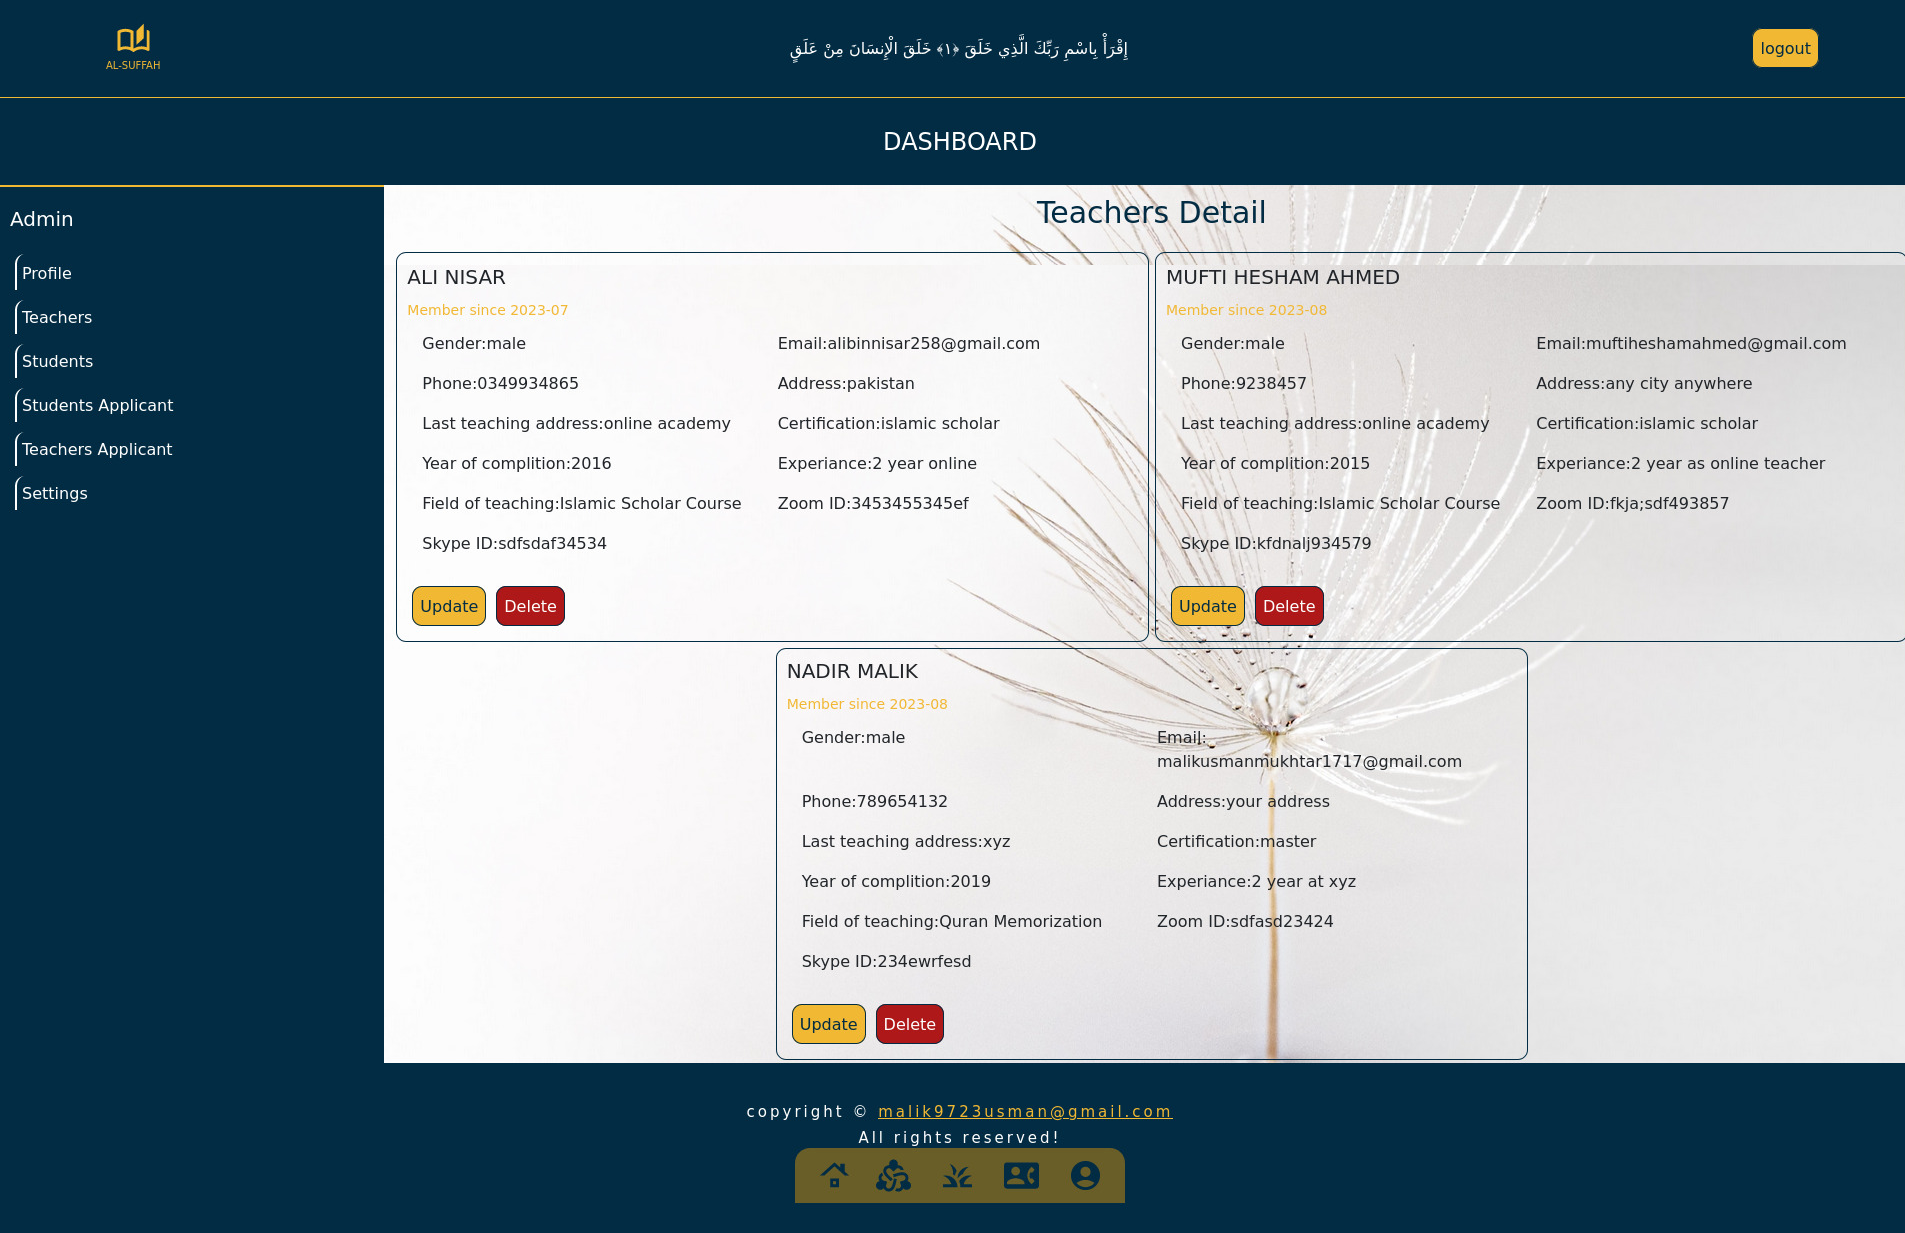 AL-SUFFAH
إِقْرَأْ بِاسْمِ رَبِّكَ الَّذِي خَلَقَ ﴿١﴾ خَلَقَ الْإِنسَانَ مِنْ عَلَقٍ
logout
DASHBOARD
Admin
Profile
Teachers
Students
Students Applicant
Teachers Applicant
Settings
Teachers Detail
ALI NISAR
Member since 2023-07
Gender:male
Email:alibinnisar258@gmail.com
Phone:0349934865
Address:pakistan
Last teaching address:online academy
Certification:islamic scholar
Year of complition:2016
Experiance:2 year online
Field of teaching:Islamic Scholar Course
Zoom ID:3453455345ef
Skype ID:sdfsdaf34534
Update
Delete
MUFTI HESHAM AHMED
Member since 2023-08
Gender:male
Email:muftiheshamahmed@gmail.com
Phone:9238457
Address:any city anywhere
Last teaching address:online academy
Certification:islamic scholar
Year of complition:2015
Experiance:2 year as online teacher
Field of teaching:Islamic Scholar Course
Zoom ID:fkja;sdf493857
Skype ID:kfdnalj934579
Update
Delete
NADIR MALIK
Member since 2023-08
Gender:male
Email:
malikusmanmukhtar1717@gmail.com
Phone:789654132
Address:your address
Last teaching address:xyz
Certification:master
Year of complition:2019
Experiance:2 year at xyz
Field of teaching:Quran Memorization
Zoom ID:sdfasd23424
Skype ID:234ewrfesd
Update
Delete
copyright © malik9723usman@gmail.com
All rights reserved!